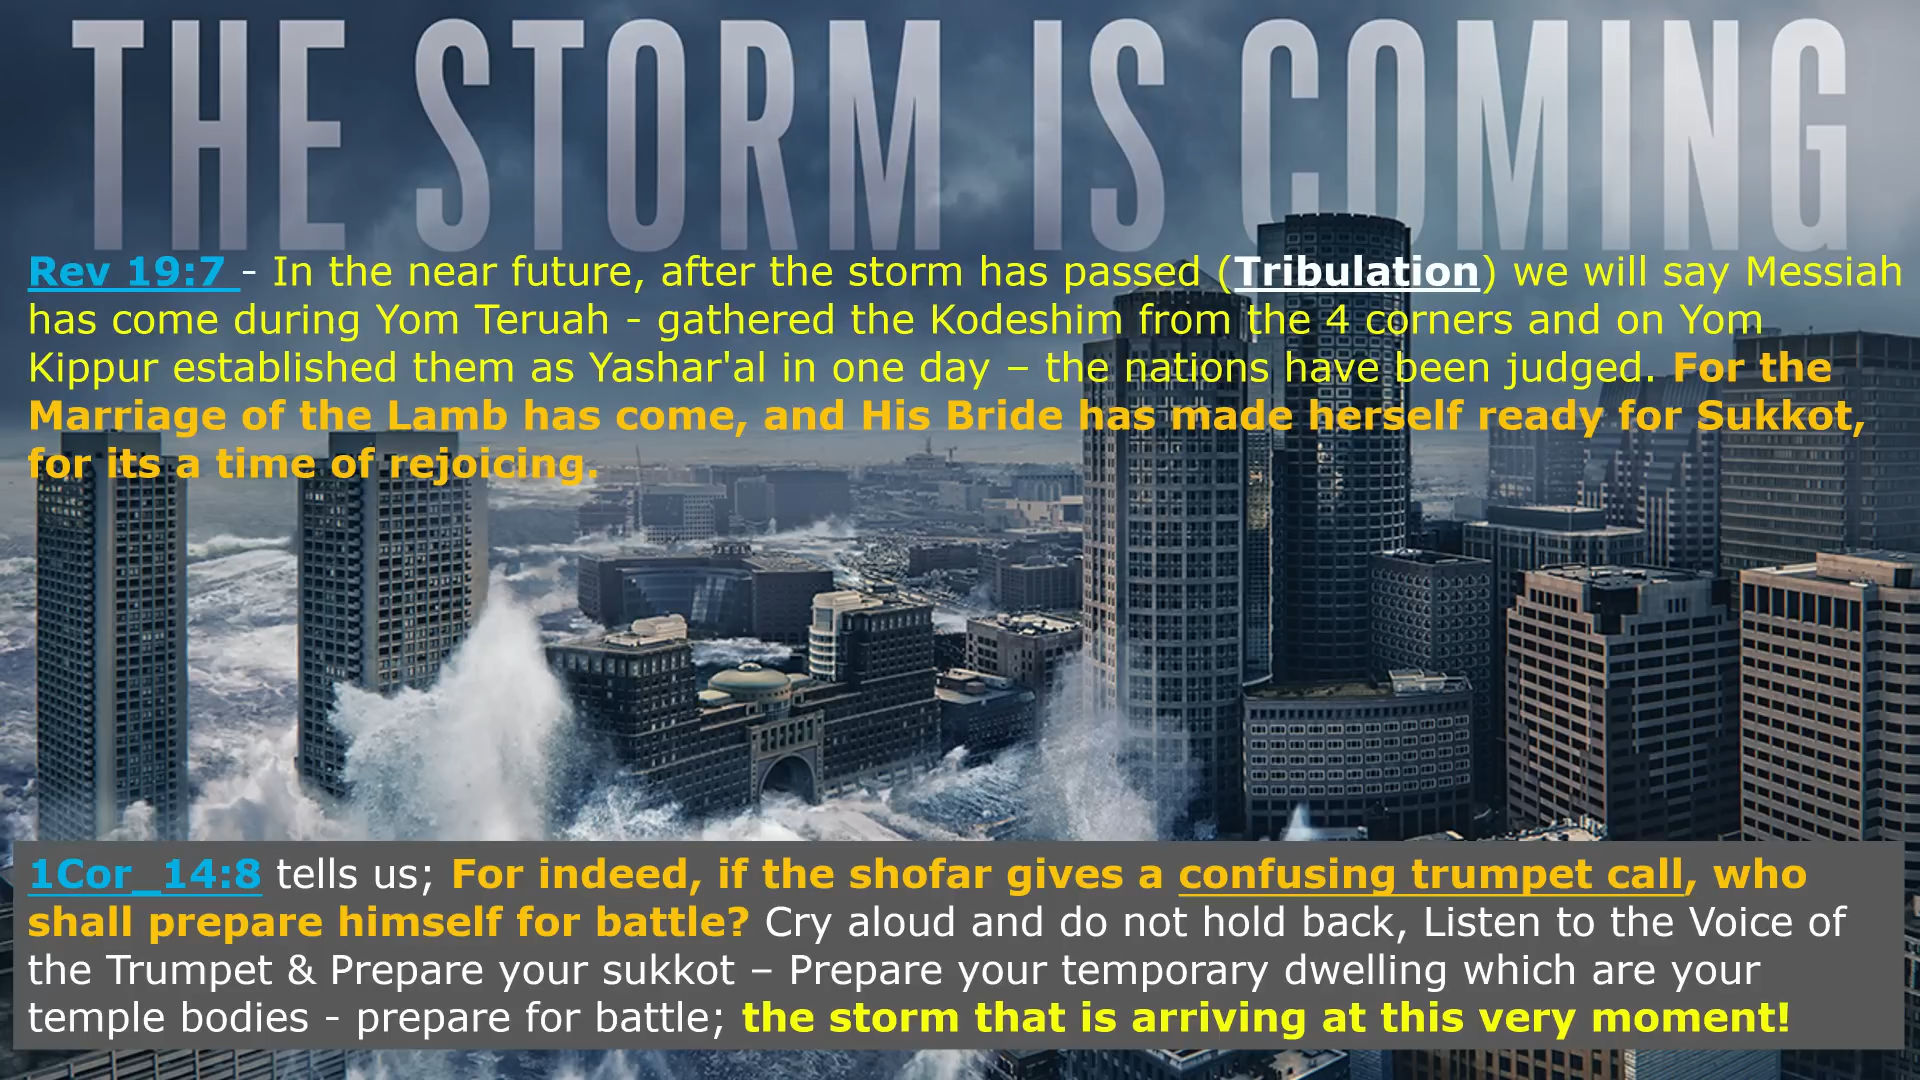 THE STORM IS COMING
Rev 19:7 - In the near future, after the storm has passed (Tribulation) we will say Messiah
has come during Yom Teruah - gathered the Kodeshim from the 4 corners and on Yom
Kippur established them as Yashar'al in one day – the nations have been judged. For the
Marriage of the Lamb has come, and His Bride has made herself ready for Sukkot,
for its a time of rejoicing.
1Cor_14:8 tells us; For indeed, if the shofar gives a confusing trumpet call, who
shall prepare himself for battle? Cry aloud and do not hold back, Listen to the Voice of
the Trumpet & Prepare your sukkot – Prepare your temporary dwelling which are your
temple bodies - prepare for battle; the storm that is arriving at this very moment!